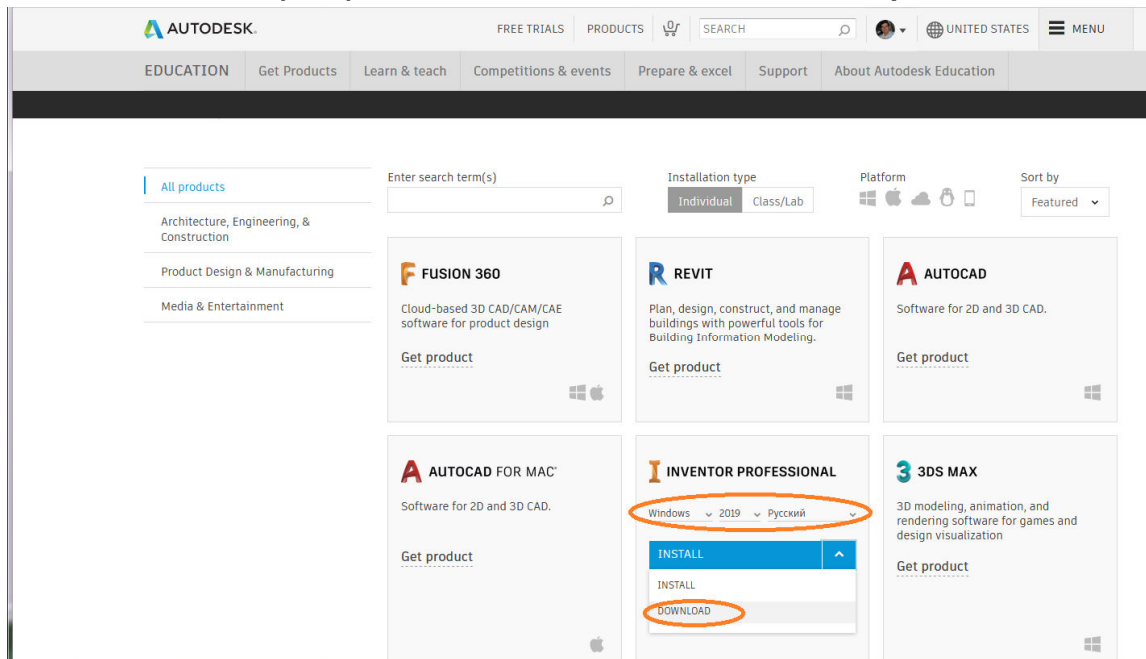 AUTODESK.
FREE TRIALS PRODUCTS 0 SEARCH UNITED STATES MENU
EDUCATION Get Products Learn & teach Competitions & events Prepare & excel Support About Autodesk Education
All products
Architecture, Engineering, &
Construction
Product Design & Manufacturing
Media & Entertainment
Enter search term(s)
Installation type
Individual Class/Lab
Platform
Sort by
Featured
FUSION 360
Cloud-based 3D CAD/CAM/CAE
software for product design
Get product
REVIT
Plan, design, construct, and manage
buildings with powerful tools for
Building Information Modeling.
Get product
AUTOCAD
Software for 2D and 3D CAD.
Get product
AUTOCAD FOR MAC®
Software for 2D and 3D CAD.
Get product
INVENTOR PROFESSIONAL
Windows 2019 Русский
INSTALL
INSTALL
DOWNLOAD
3DS MAX
3D modeling, animation, and
rendering software for games and
design visualization
Get product